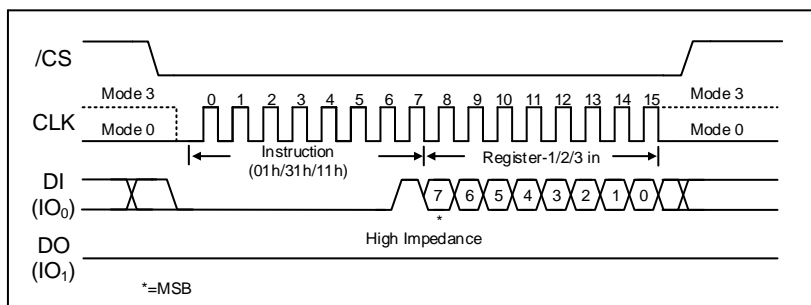 /CS
Mode 3 0 1 2 3 4 5 6 7 8 9 10 11 12 13 14 15 Mode 3
CLK Mode 0 Mode 0
Instruction Register-1/2/3 in
(01h/31h/11h)
DI 7 6 5 4 3 2 1 0
(IO₀) *
High Impedance
DO
(IO₁)
*=MSB